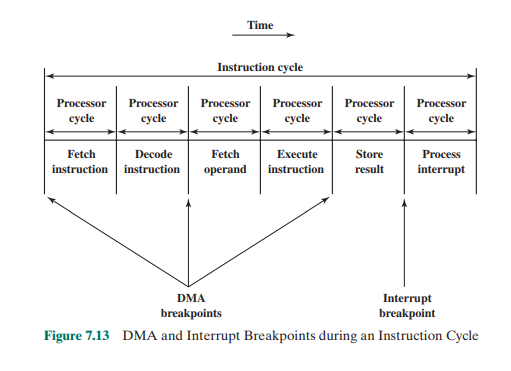 Time
Instruction cycle
Processor Processor Processor Processor Processor Processor
cycle cycle cycle cycle cycle cycle
Fetch Decode Fetch Execute Store Process
instruction instruction operand instruction result interrupt
DMA Interrupt
breakpoints breakpoint
Figure 7.13 DMA and Interrupt Breakpoints during an Instruction Cycle